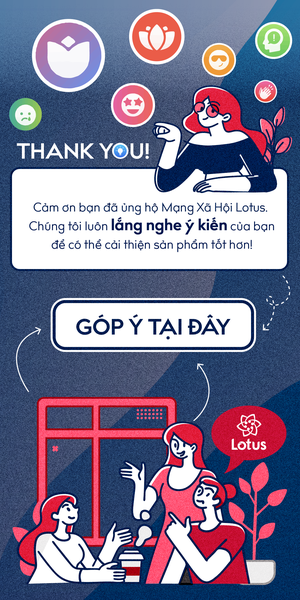 THANK YOU!
Cảm ơn bạn đã ủng hộ Mạng Xã Hội Lotus.
Chúng tôi luôn lắng nghe ý kiến của bạn
để có thể cải thiện sản phẩm tốt hơn!
GÓP Ý TẠI ĐÂY
Lotus